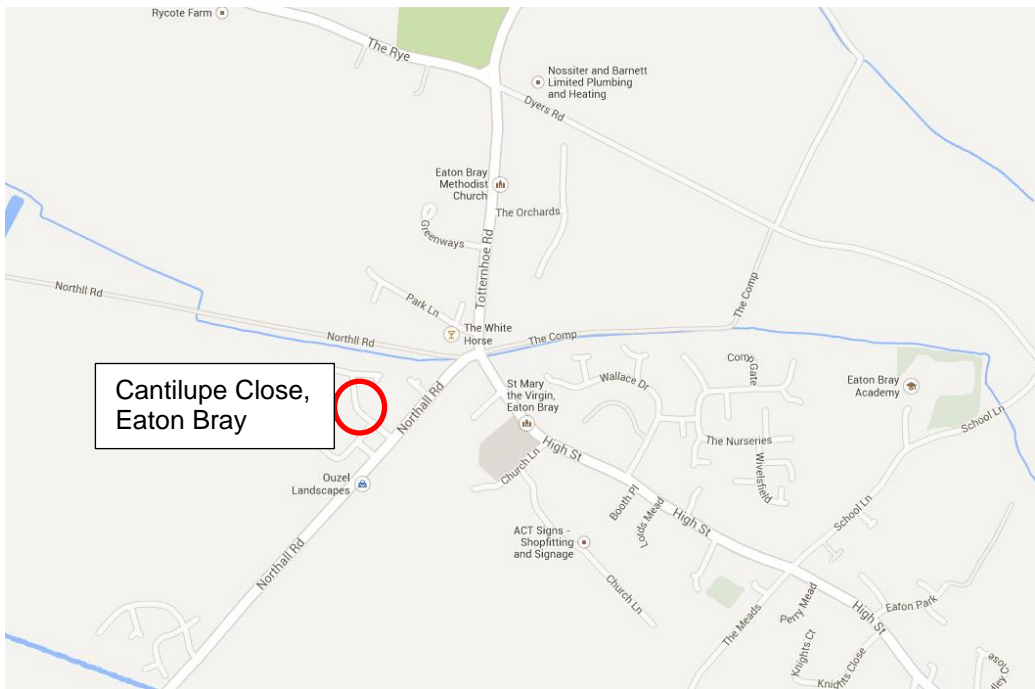 Rycote Farm
The Rye
Nossiter and Barnett
Limited Plumbing
and Heating
Dyers Rd
Eaton Bray
Methodist
Church
The Orchards
Greenways
Totternhoe Rd
The Comp
Northll Rd
Park Ln
The White
Horse
Northll Rd
The Comp
Cantilupe Close,
Eaton Bray
Northall Rd
St Mary
the Virgin,
Eaton Bray
Wallace Dr
Comp Gate
Eaton Bray
Academy
School Ln
The Nurseries
Wivelsfield
High St
Church Ln
Ouzel
Landscapes
Booth Pl
Lords Mead
High St
School Ln
ACT Signs -
Shopfitting
and Signage
Northall Rd
Church Ln
The Meads
Perry Mead
High St
Eaton Park
Knights Ct
Knights Close